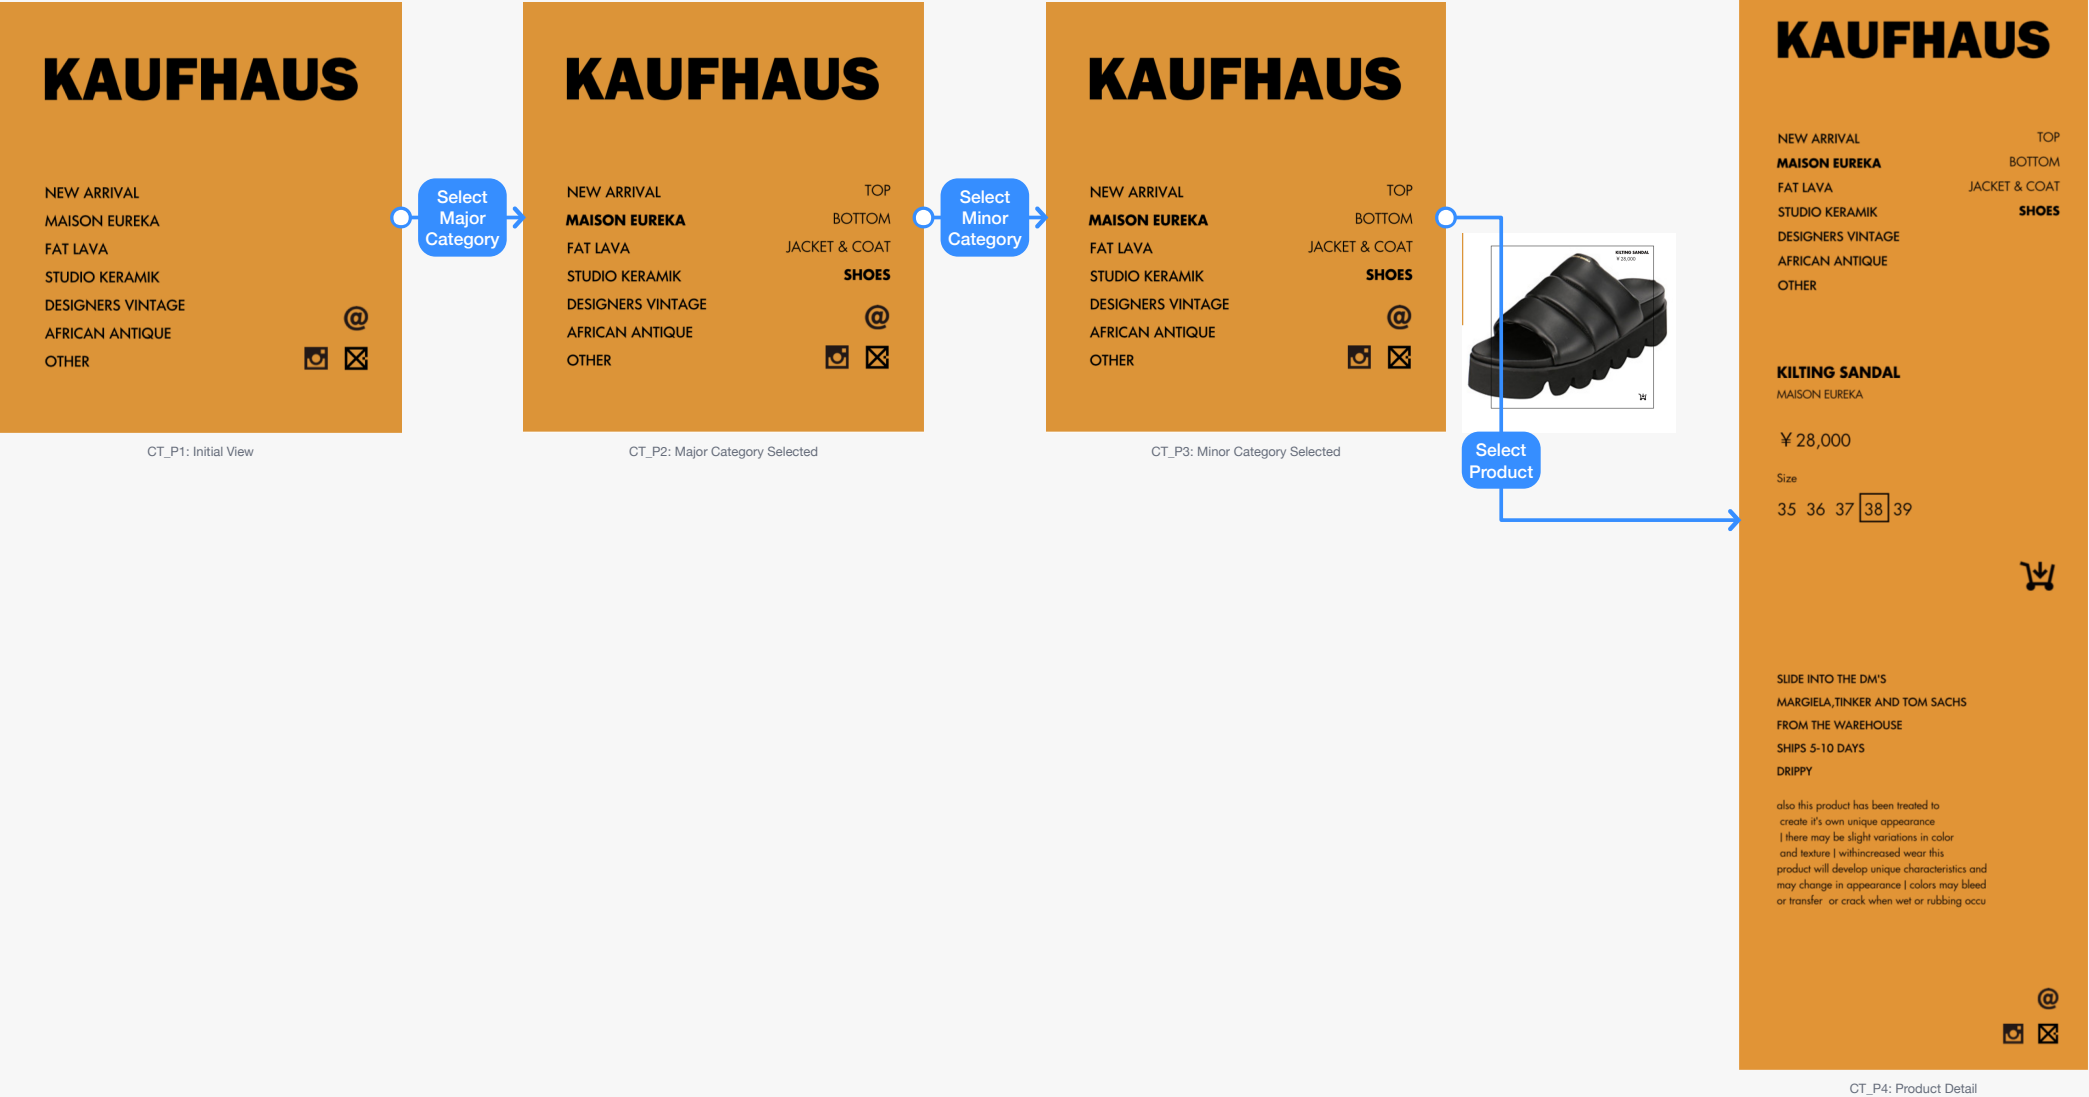 KAUFHAUS
NEW ARRIVAL
MAISON EUREKA
FAT LAVA
STUDIO KERAMIK
DESIGNERS VINTAGE
AFRICAN ANTIQUE
OTHER
@
CT_P1: Initial View
Select
Major
Category
KAUFHAUS
NEW ARRIVAL
MAISON EUREKA
FAT LAVA
STUDIO KERAMIK
DESIGNERS VINTAGE
AFRICAN ANTIQUE
OTHER
TOP
BOTTOM
JACKET & COAT
SHOES
@
CT_P2: Major Category Selected
Select
Minor
Category
KAUFHAUS
NEW ARRIVAL
MAISON EUREKA
FAT LAVA
STUDIO KERAMIK
DESIGNERS VINTAGE
AFRICAN ANTIQUE
OTHER
TOP
BOTTOM
JACKET & COAT
SHOES
@
CT_P3: Minor Category Selected
KILTING SANDAL
¥ 28,000
Select
Product
KAUFHAUS
NEW ARRIVAL
MAISON EUREKA
FAT LAVA
STUDIO KERAMIK
DESIGNERS VINTAGE
AFRICAN ANTIQUE
OTHER
TOP
BOTTOM
JACKET & COAT
SHOES
KILTING SANDAL
MAISON EUREKA
¥ 28,000
Size
35 36 37 38 39
SLIDE INTO THE DM'S
MARGIELA,TINKER AND TOM SACHS
FROM THE WAREHOUSE
SHIPS 5-10 DAYS
DRIPPY
also this product has been treated to
create it's own unique appearance
| there may be slight variations in color
and texture | withincreased wear this
product will develop unique characteristics and
may change in appearance | colors may bleed
or transfer or crack when wet or rubbing occu
@
CT_P4: Product Detail